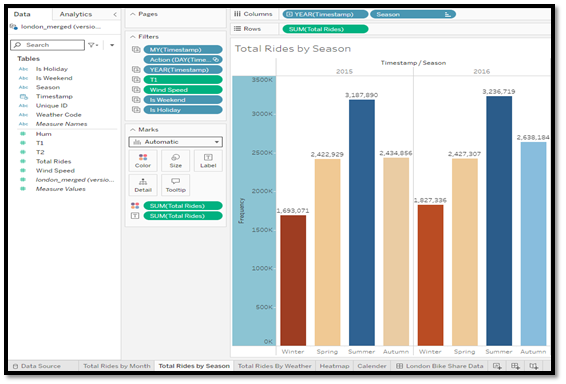 Data Analytics <
london_merged (versio...
Search
Tables
Abc Is Holiday
Abc Is Weekend
Abc Season
Timestamp
Abc Unique ID
Abc Weather Code
Abc Measure Names
Hum
T1
T2
Total Rides
Wind Speed
london_merged (versio...
Measure Values
Pages
Filters
MY(Timestamp)
Action (DAY(Time...
YEAR(Timestamp)
T1
Wind Speed
Is Weekend
Is Holiday
Marks
Automatic
Color Size Label
Detail Tooltip
SUM(Total Rides)
SUM(Total Rides)
Columns YEAR(Timestamp) Season
Rows SUM(Total Rides)
Total Rides by Season
Timestamp / Season
2015 2016
Frequency
3500K
3000K
2500K
2000K
1500K
1000K
500K
0K
1,693,071 2,422,929 3,187,890 2,434,856 1,827,336 2,427,307 3,236,719 2,638,184
Winter Spring Summer Autumn Winter Spring Summer Autumn
Data Source Total Rides by Month Total Rides by Season Total Rides By Weather Heatmap Calender London Bike Share Data